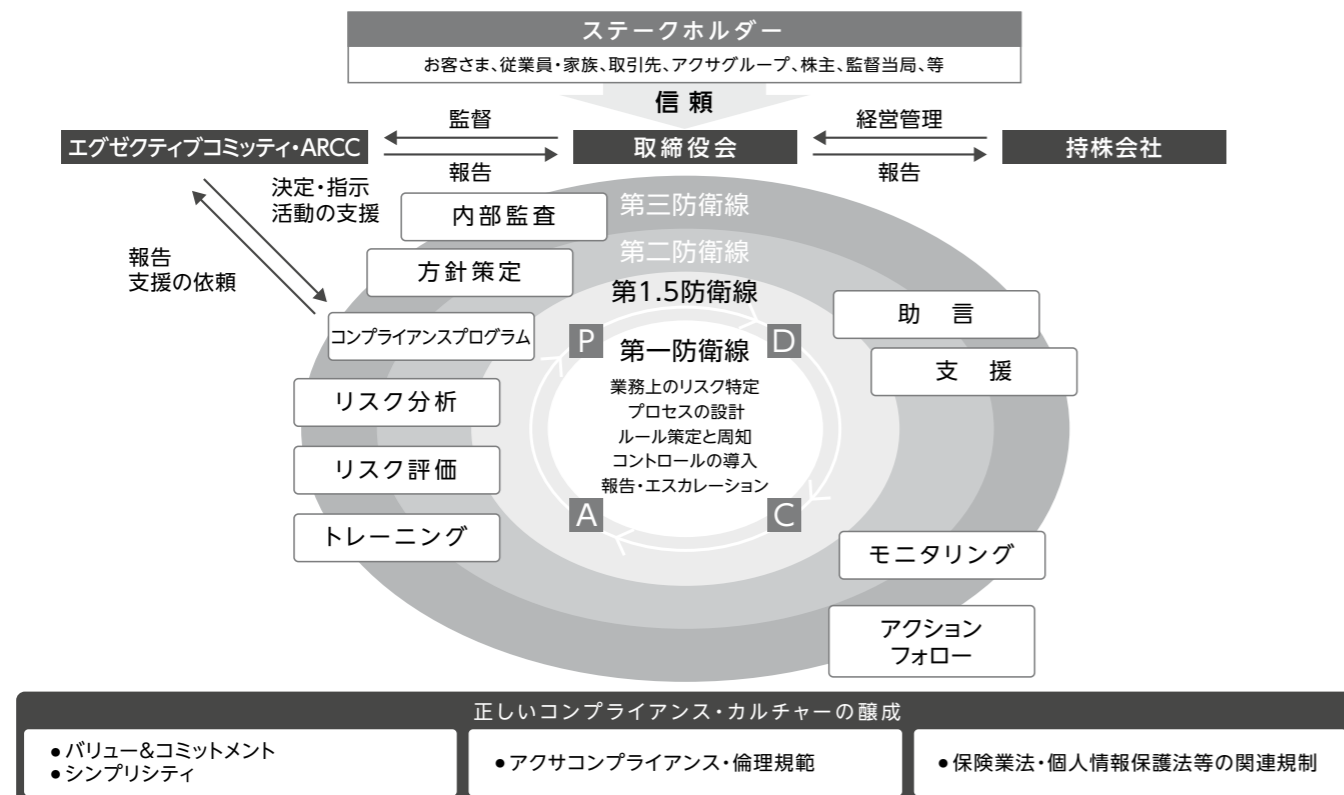 ステークホルダー
お客さま、従業員・家族、取引先、アクサグループ、株主、監督当局、等
信頼
監督
経営管理
エグゼクティブコミッティ・ARCC
取締役会
持株会社
報告
報告
決定・指示
活動の支援
報告
支援の依頼
内部監査
第三防衛線
方針策定
第二防衛線
第1.5防衛線
コンプライアンスプログラム
助　言
支　援
P
第一防衛線
D
業務上のリスク特定
プロセスの設計
ルール策定と周知
コントロールの導入
報告・エスカレーション
リスク分析
リスク評価
トレーニング
A
C
モニタリング
アクション
フォロー
正しいコンプライアンス・カルチャーの醸成
●バリュー&コミットメント
●シンプリシティ
●アクサコンプライアンス・倫理規範
●保険業法・個人情報保護法等の関連規制